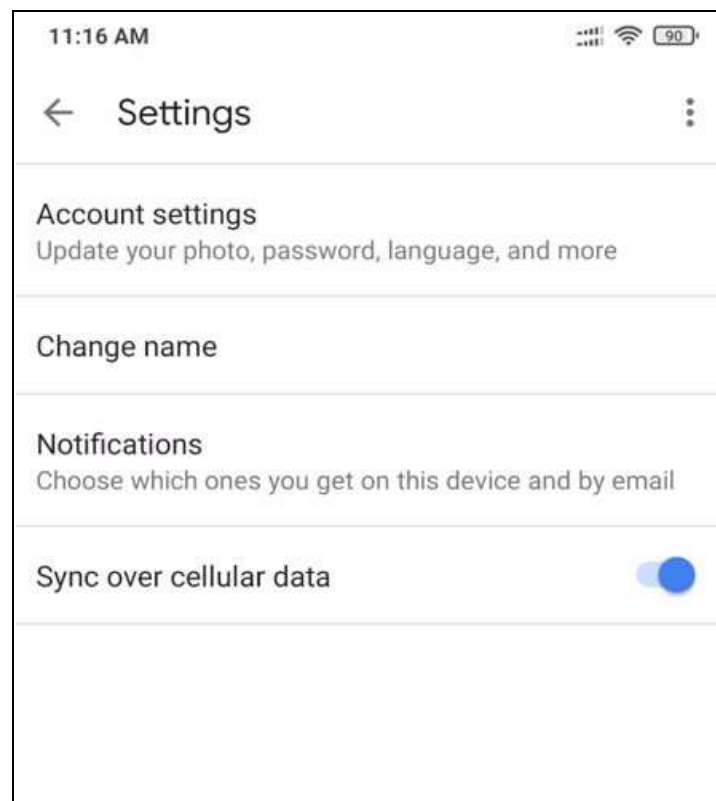 11:16 AM 90
Settings
Account settings
Update your photo, password, language, and more
Change name
Notifications
Choose which ones you get on this device and by email
Sync over cellular data